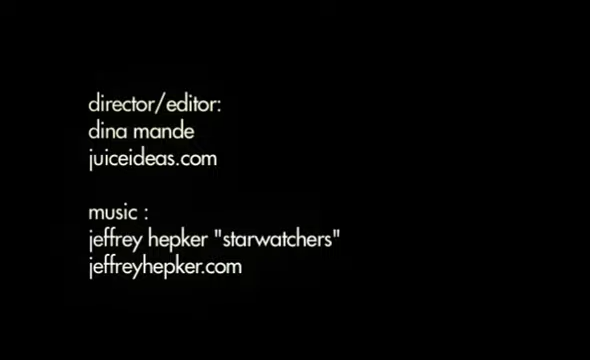 director/editor:
dina mande
juiceideas.com
music :
jeffrey hepker "starwatchers"
jeffreyhepker.com